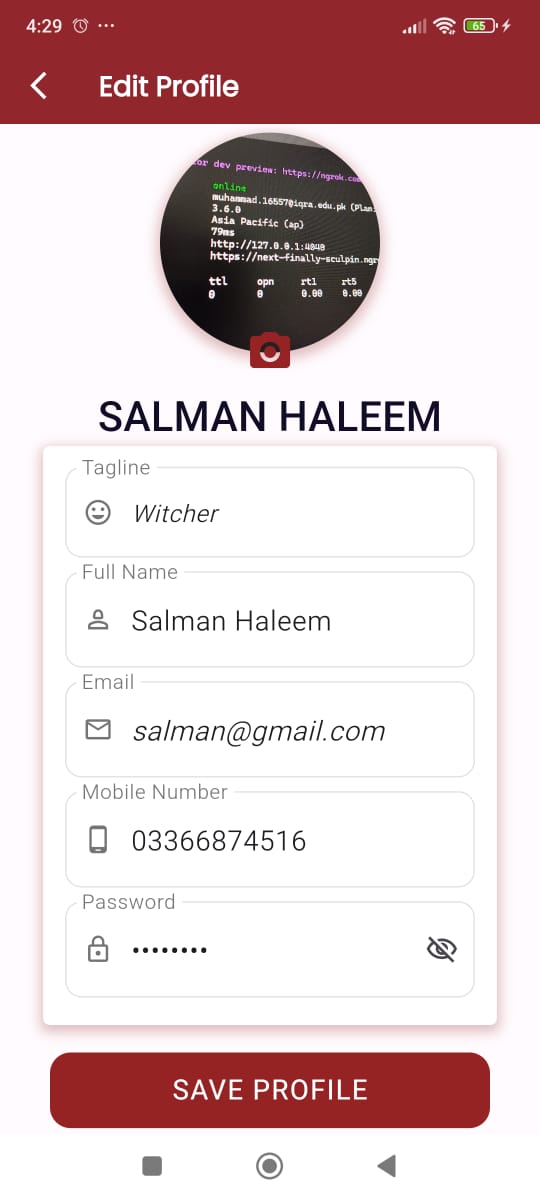 4:29
65
Edit Profile
or dev preview: https://ngrok.co
online
muhammad.16557@iqra.edu.pk (Plan:
3.6.0
Asia Pacific (ap)
79ms
http://127.0.0.1:4040
https://next-finally-sculpin.ngr
ttl opn rt1 rt5
0 0 0.00 0.00
SALMAN HALEEM
Tagline
Witcher
Full Name
Salman Haleem
Email
salman@gmail.com
Mobile Number
03366874516
Password
••••••••
SAVE PROFILE